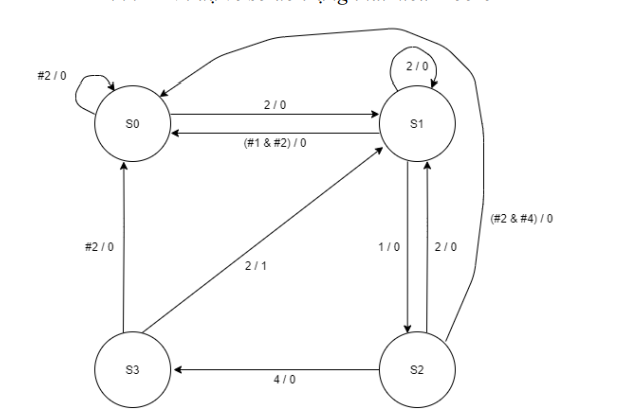 #2 / 0
2 / 0
2 / 0
S0
S1
(#1 & #2) / 0
(#2 & #4) / 0
#2 / 0
1 / 0
2 / 0
2 / 1
S3
S2
4 / 0